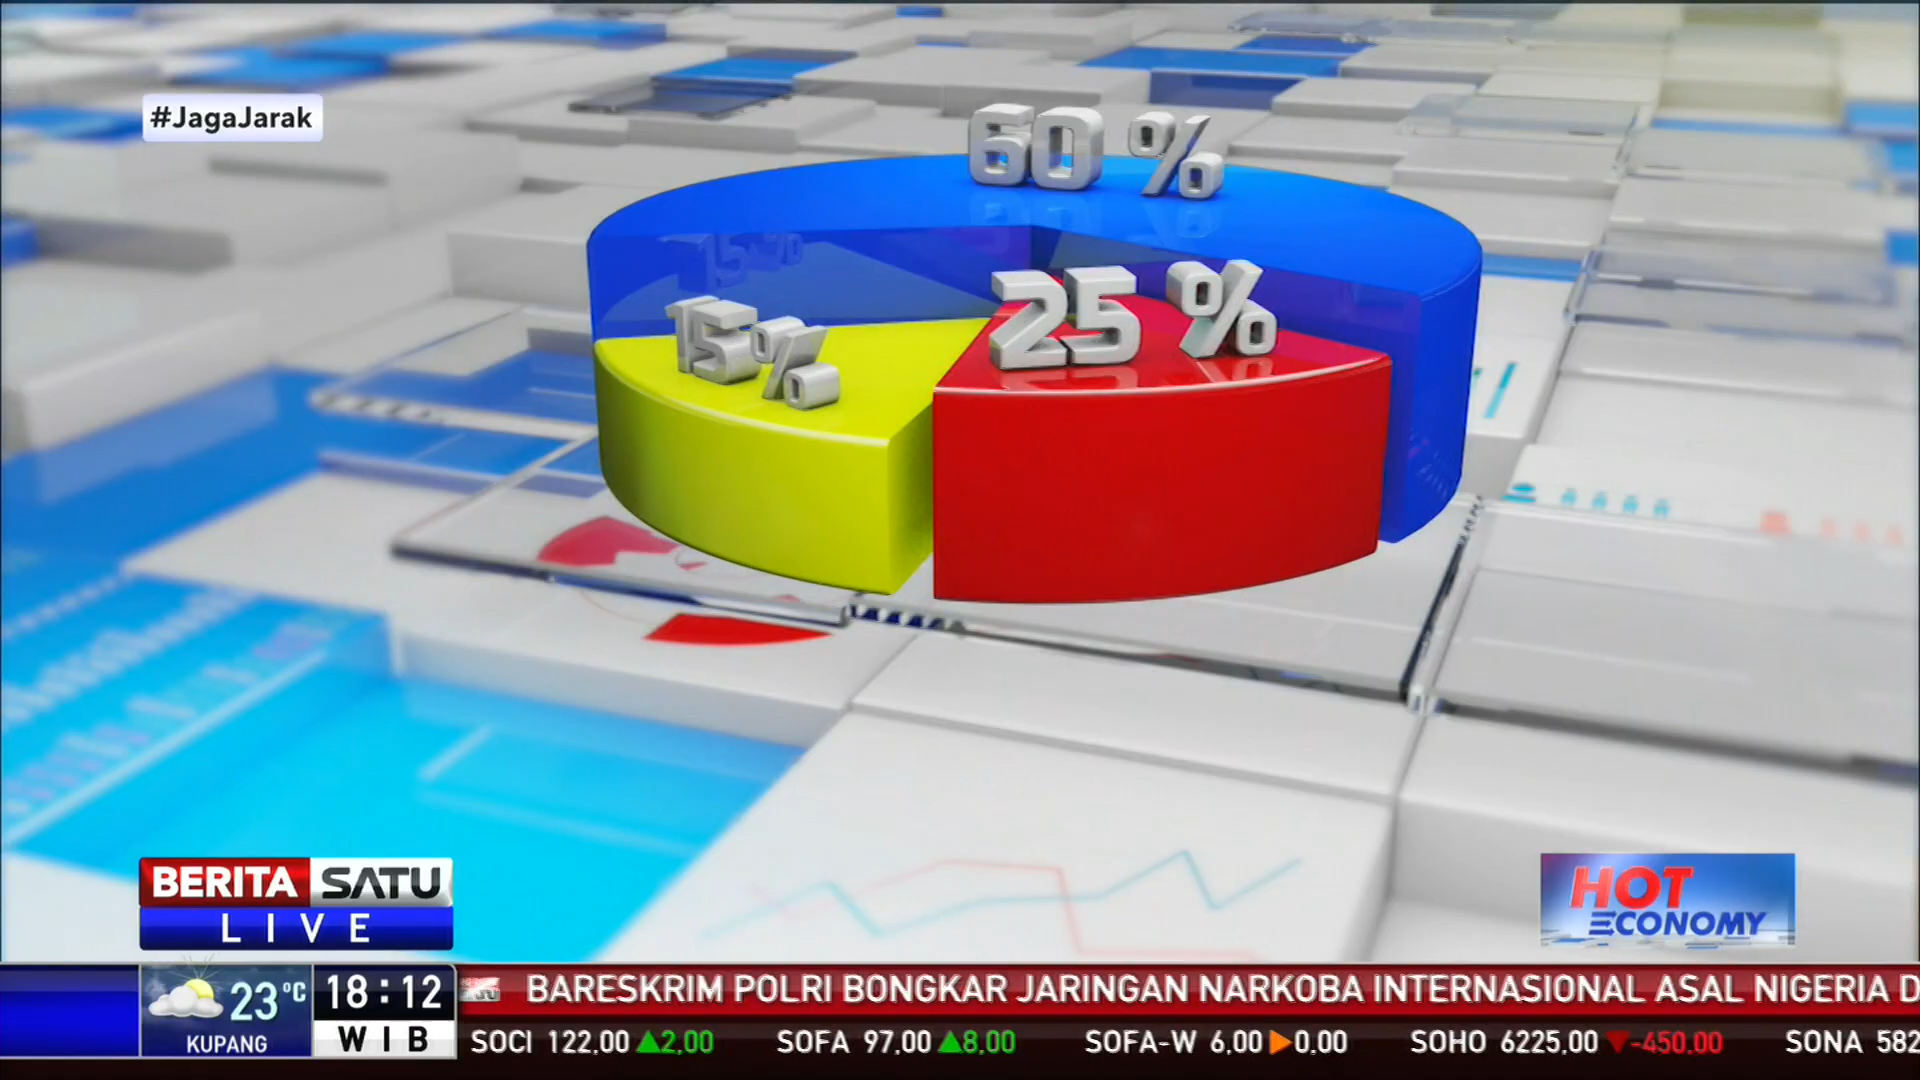 #JagaJarak
60 %
25 %
15%
BERITA SATU
LIVE
HOT
ECONOMY
23°C
KUPANG
18:12
WIB
BARESKRIM POLRI BONGKAR JARINGAN NARKOBA INTERNASIONAL ASAL NIGERIA D
SOCI 122,00 ▲2,00 SOFA 97,00 ▲8,00 SOFA-W 6,00 ▶0,00 SOHO 6225,00 ▼-450,00 SONA 582